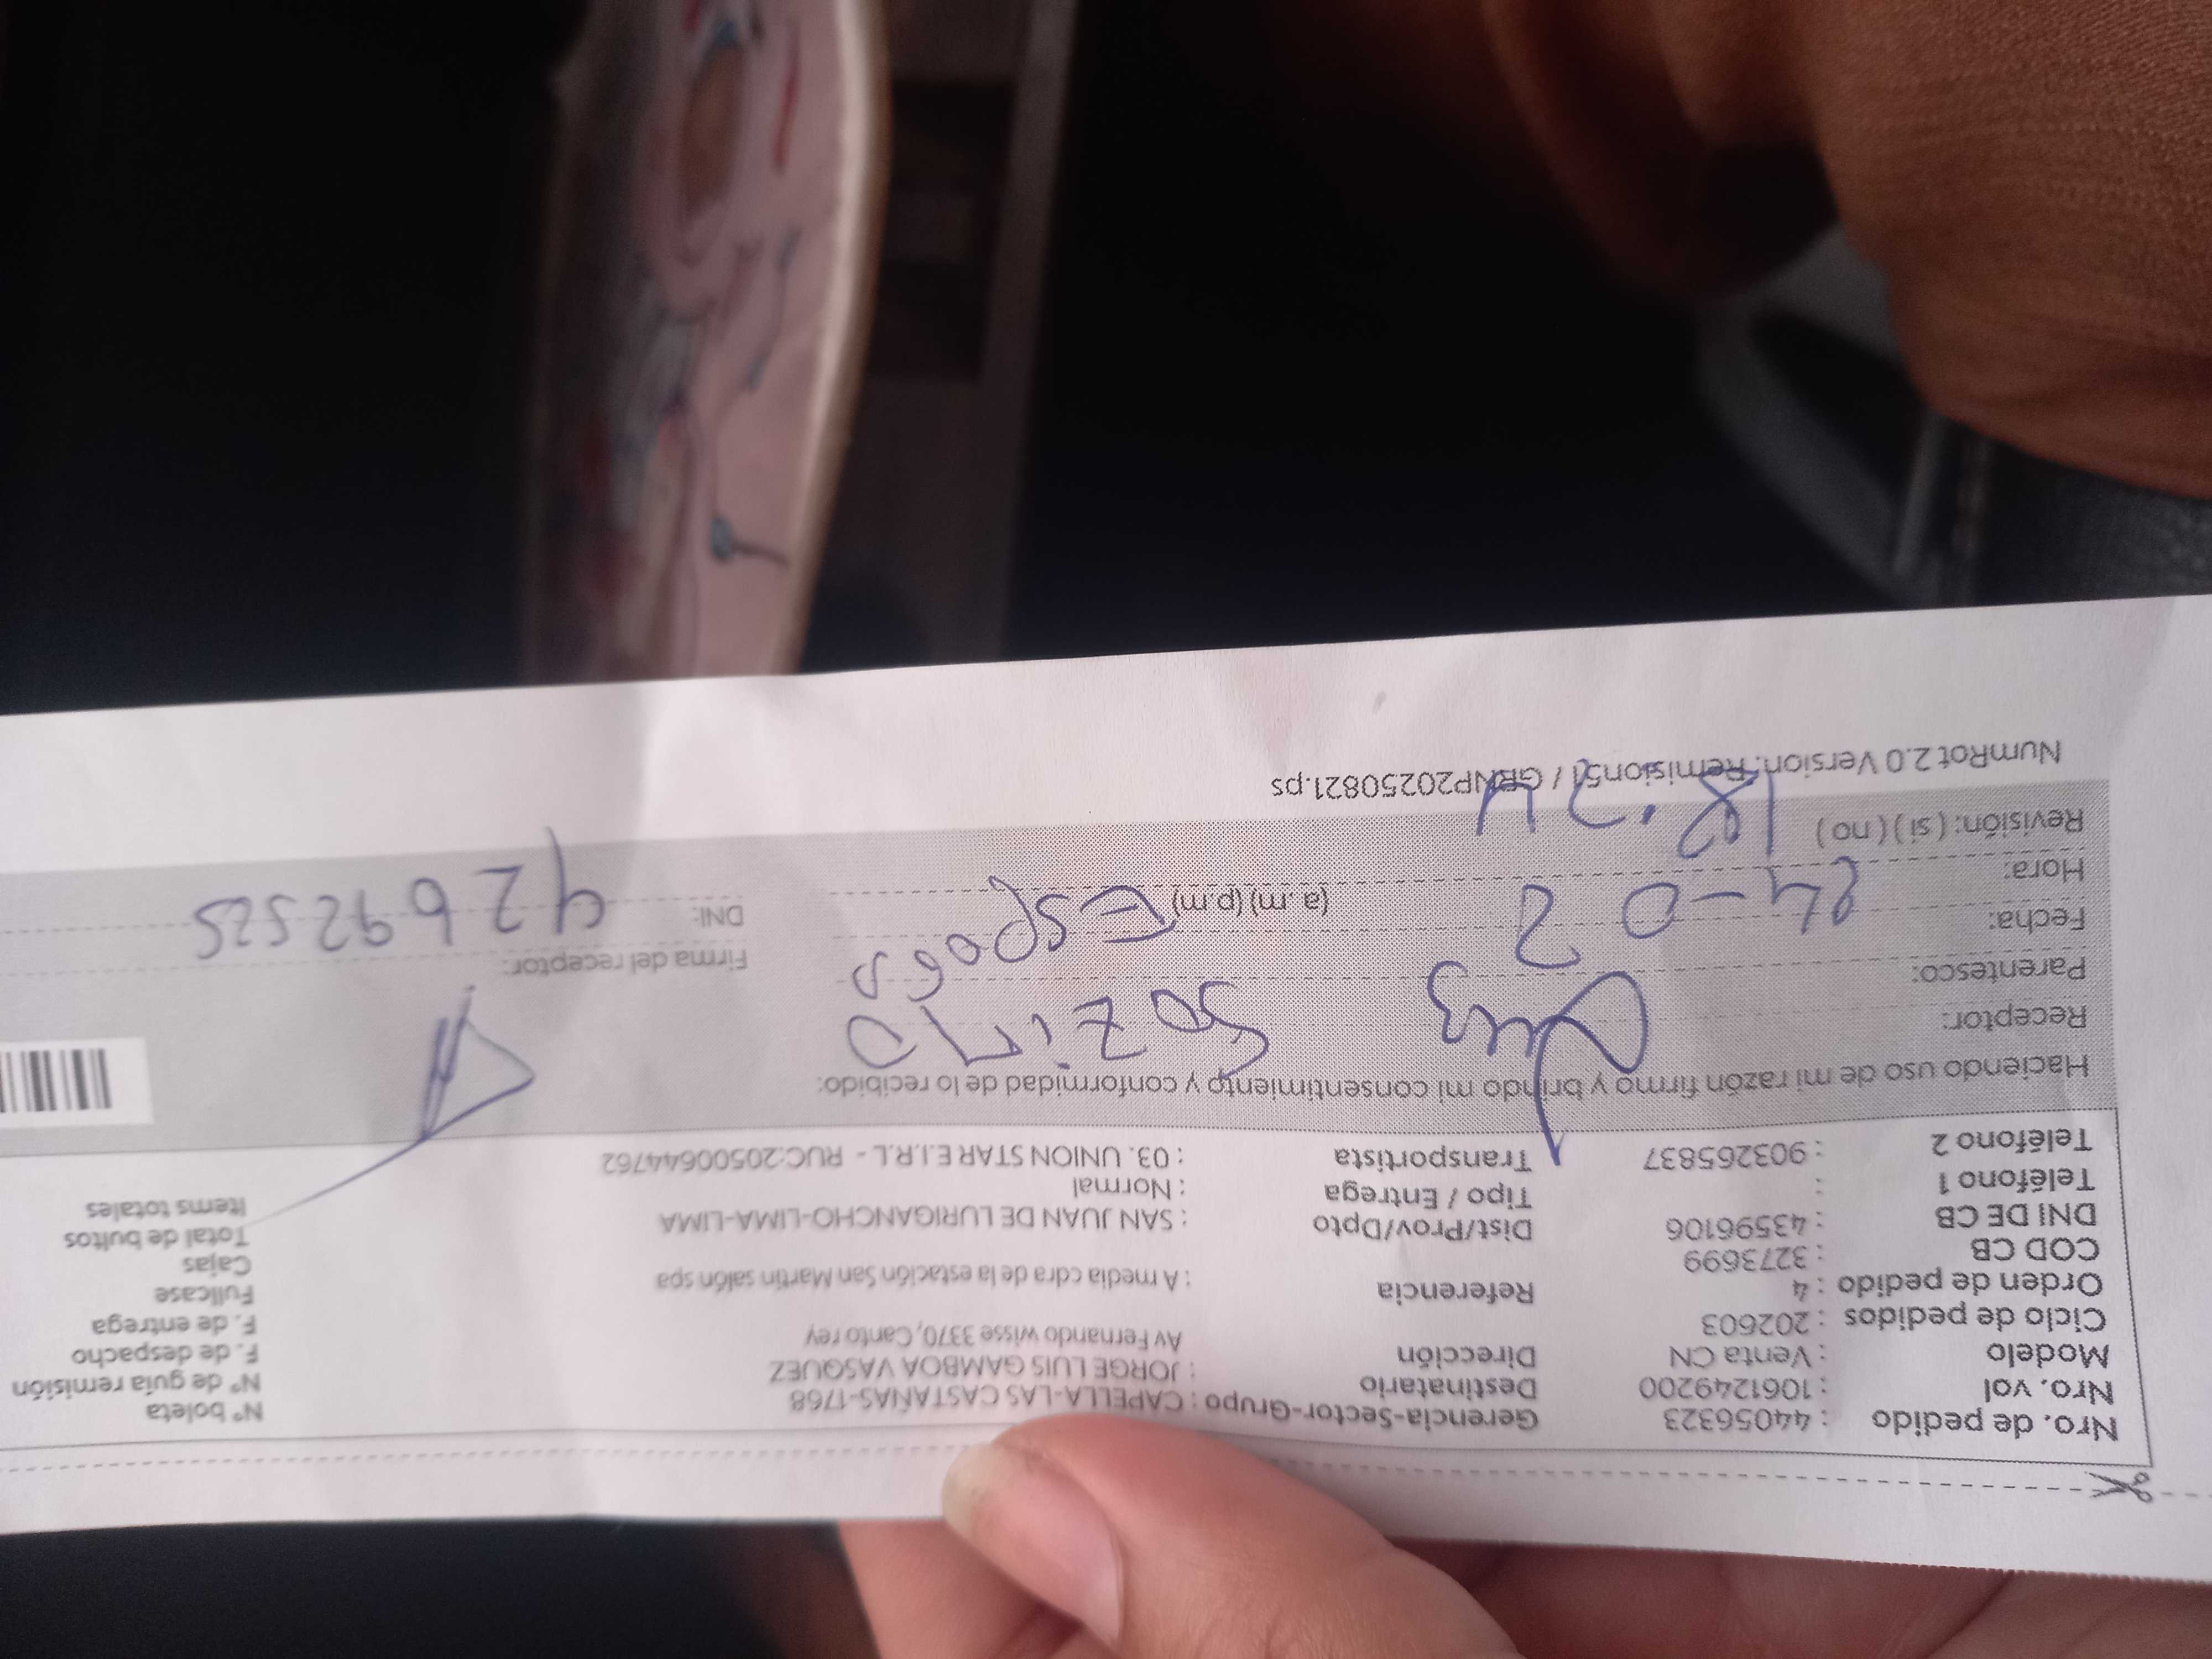 Nro. de pedido : 44056323 Gerencia-Sector-Grupo : CAPELLA-LAS CASTAÑAS-1768 N° boleta
Nro. vol : 1061249200 Destinatario : JORGE LUIS GAMBOA VASQUEZ N° de guía remisión
Modelo : Venta CN Dirección Av Fernando wisse 3370, Canto rey F. de despacho
Ciclo de pedidos : 202603 F. de entrega
Orden de pedido : 4 Referencia : A media cdra de la estación San Martin salón spa Fullcase
COD CB : 3273699 Cajas
DNI DE CB : 43596106 Dist/Prov/Dpto : SAN JUAN DE LURIGANCHO-LIMA-LIMA Total de bultos
Teléfono 1 : Tipo / Entrega : Normal Items totales
Teléfono 2 : 903265837 Transportista : 03. UNION STAR E.I.R.L - RUC:20500644762
Haciendo uso de mi razón firmo y brindo mi consentimiento y conformidad de lo recibido:
Receptor:
Parentesco: Firma del receptor:
Fecha: DNI: 42692525
Hora: (a.m) (p.m)
Revisión: ( si ) ( no )
NumRot 2.0 Version: Remision51 / GRNP20250821.ps